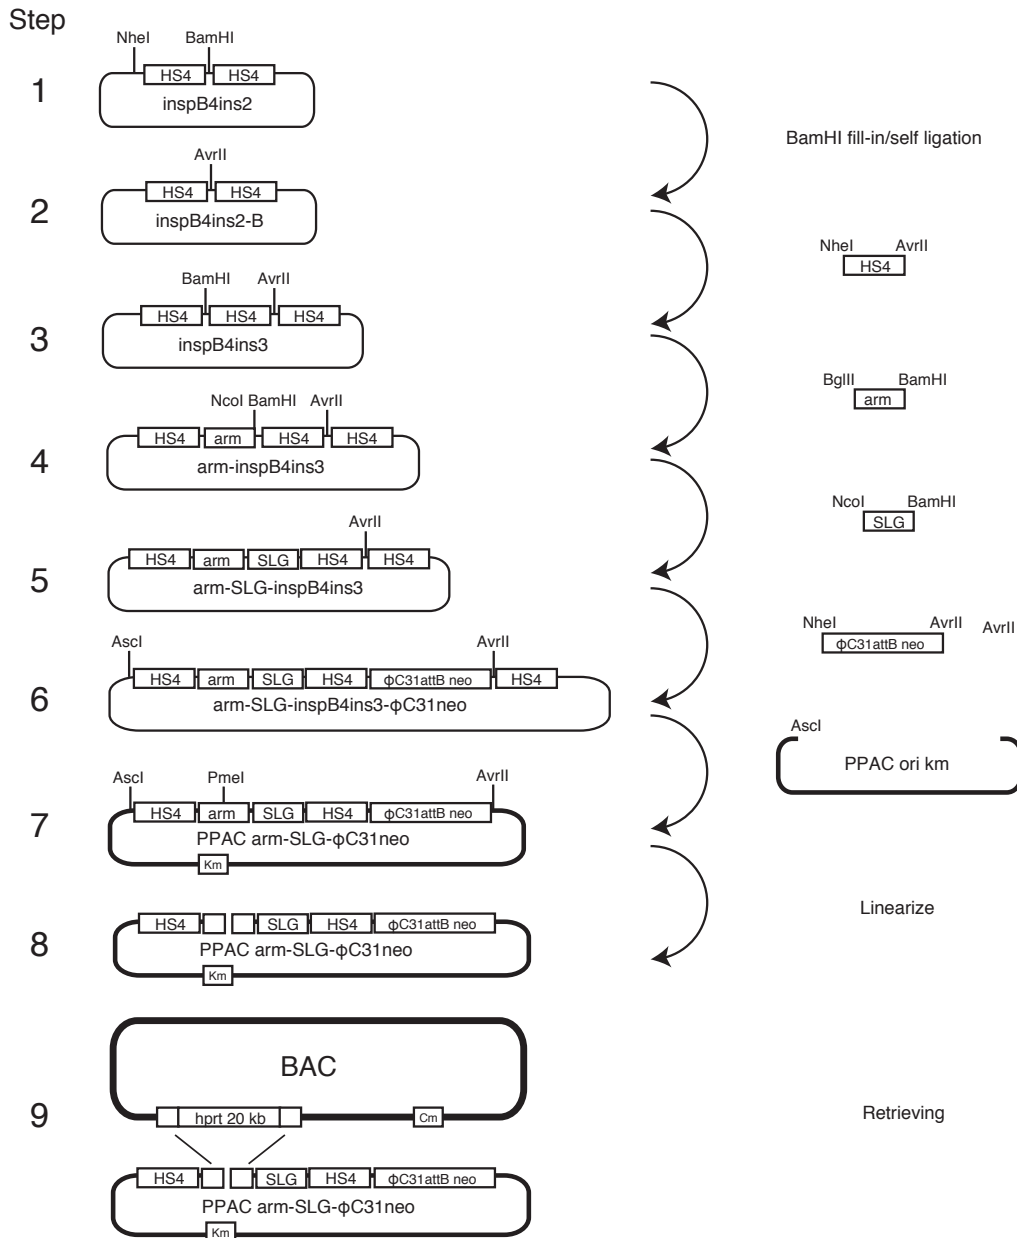 Step
NheI BamHI
1
HS4 HS4
inspB4ins2
BamHI fill-in/self ligation
AvrII
2
HS4 HS4
inspB4ins2-B
NheI AvrII
HS4
BamHI AvrII
3
HS4 HS4 HS4
inspB4ins3
BglII BamHI
arm
NcoI BamHI AvrII
4
HS4 arm HS4 HS4
arm-inspB4ins3
NcoI BamHI
SLG
AvrII
5
HS4 arm SLG HS4 HS4
arm-SLG-inspB4ins3
NheI AvrII AvrII
φC31attB neo
AscI AvrII
6
HS4 arm SLG HS4 φC31attB neo HS4
arm-SLG-inspB4ins3-φC31neo
AscI
PPAC ori km
AscI PmeI AvrII
7
HS4 arm SLG HS4 φC31attB neo
PPAC arm-SLG-φC31neo
Km
Linearize
8
HS4 SLG HS4 φC31attB neo
PPAC arm-SLG-φC31neo
Km
BAC
9
hprt 20 kb Cm
Retrieving
HS4 SLG HS4 φC31attB neo
PPAC arm-SLG-φC31neo
Km